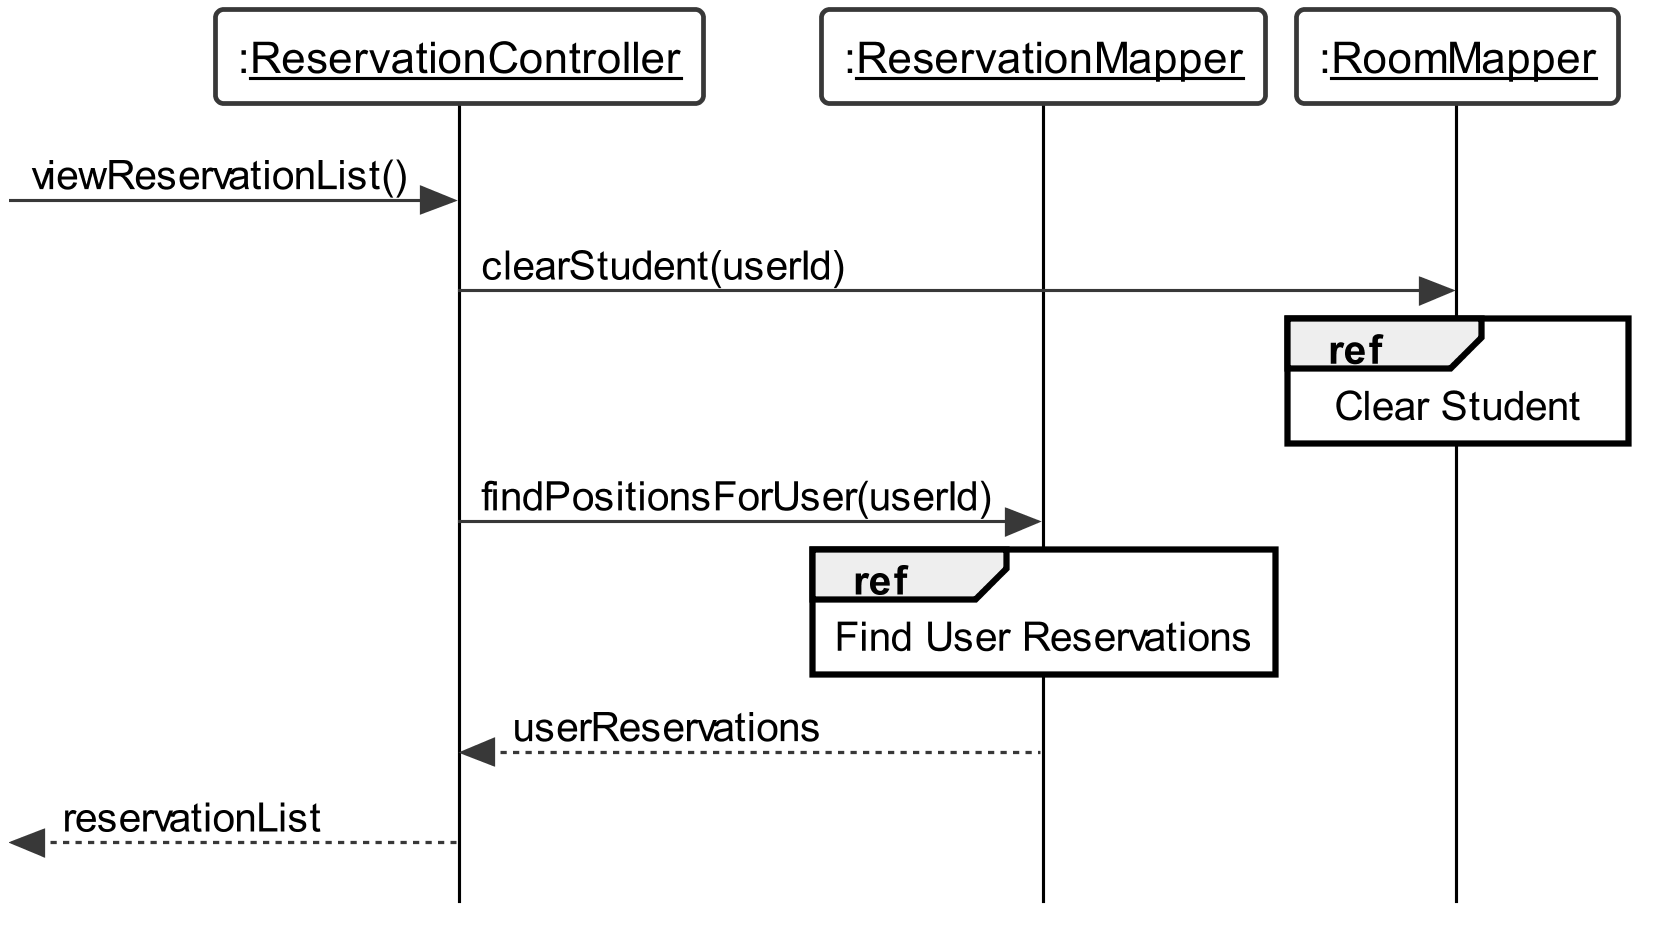 :ReservationController
:ReservationMapper
:RoomMapper
viewReservationList()
clearStudent(userId)
ref
Clear Student
findPositionsForUser(userId)
ref
Find User Reservations
userReservations
reservationList